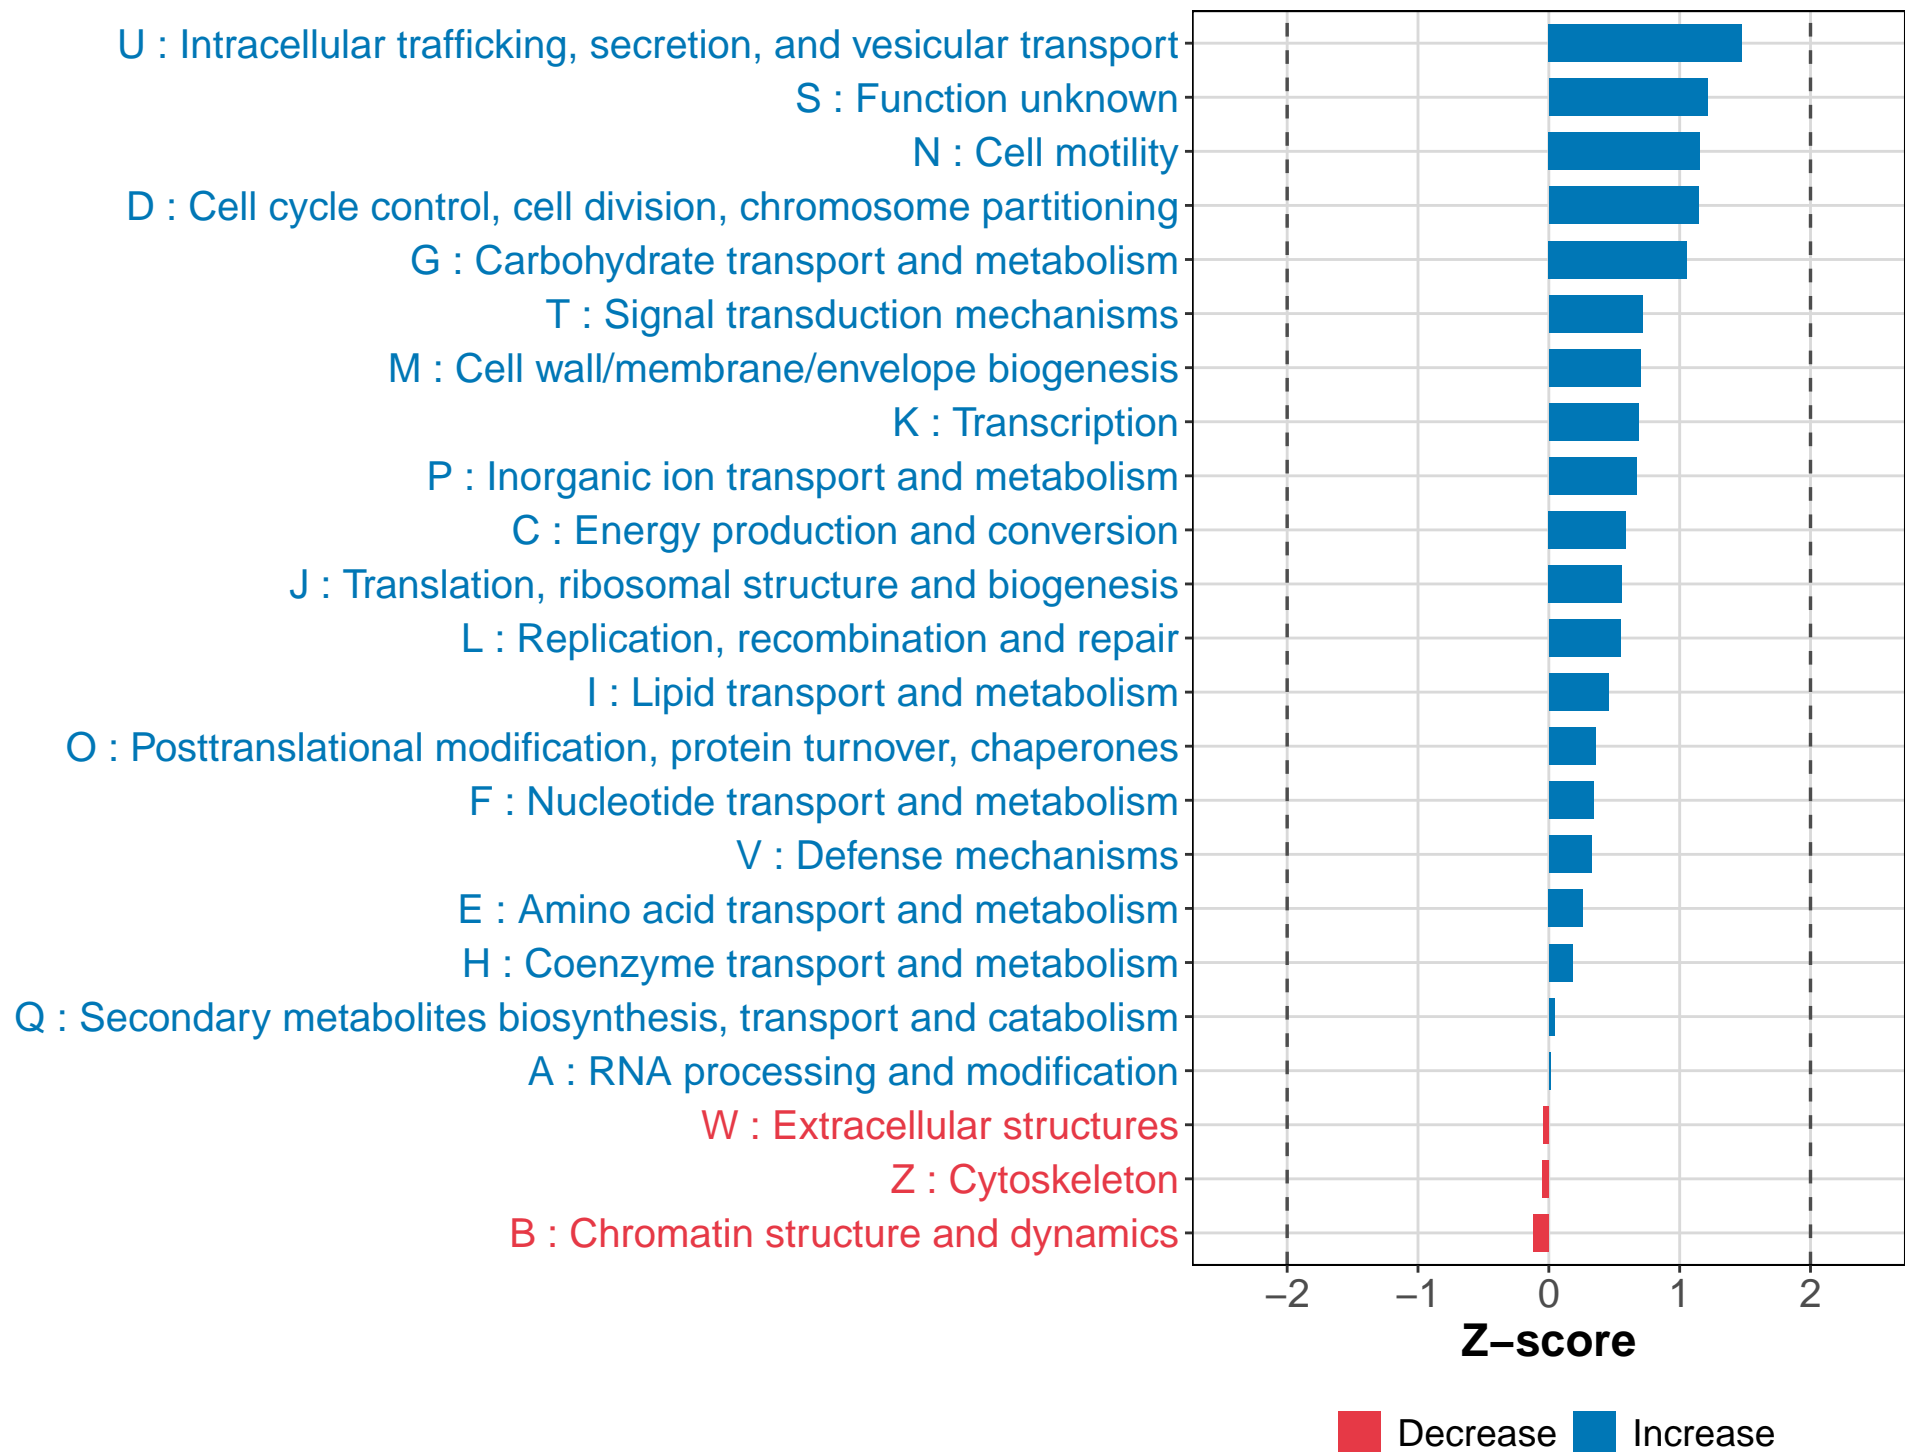 U : Intracellular trafficking, secretion, and vesicular transport
S : Function unknown
N : Cell motility
D : Cell cycle control, cell division, chromosome partitioning
G : Carbohydrate transport and metabolism
T : Signal transduction mechanisms
M : Cell wall/membrane/envelope biogenesis
K : Transcription
P : Inorganic ion transport and metabolism
C : Energy production and conversion
J : Translation, ribosomal structure and biogenesis
L : Replication, recombination and repair
I : Lipid transport and metabolism
O : Posttranslational modification, protein turnover, chaperones
F : Nucleotide transport and metabolism
V : Defense mechanisms
E : Amino acid transport and metabolism
H : Coenzyme transport and metabolism
Q : Secondary metabolites biosynthesis, transport and catabolism
A : RNA processing and modification
W : Extracellular structures
Z : Cytoskeleton
B : Chromatin structure and dynamics
−2 −1 0 1 2
Z−score
Decrease Increase